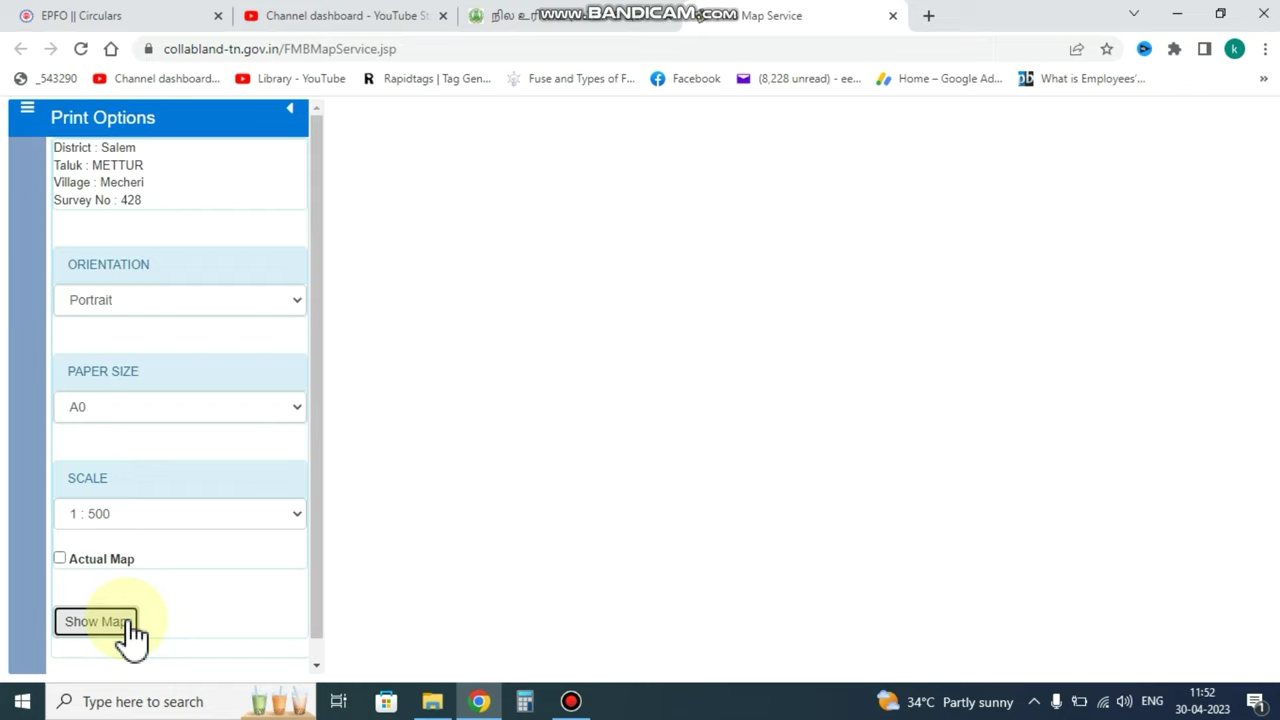 EPFO || Circulars
Channel dashboard - YouTube St
நில உ
www.BANDICAM.com
Map Service
collabland-tn.gov.in/FMBMapService.jsp
_543290
Channel dashboard...
Library - YouTube
Rapidtags | Tag Gen...
Fuse and Types of F...
Facebook
(8,228 unread) - ee...
Home – Google Ad...
What is Employees'...
»
Print Options
District : Salem
Taluk : METTUR
Village : Mecheri
Survey No : 428
ORIENTATION
Portrait
PAPER SIZE
A0
SCALE
1 : 500
Actual Map
Show Map
Type here to search
34°C Partly sunny
ENG
11:52
30-04-2023
1
k